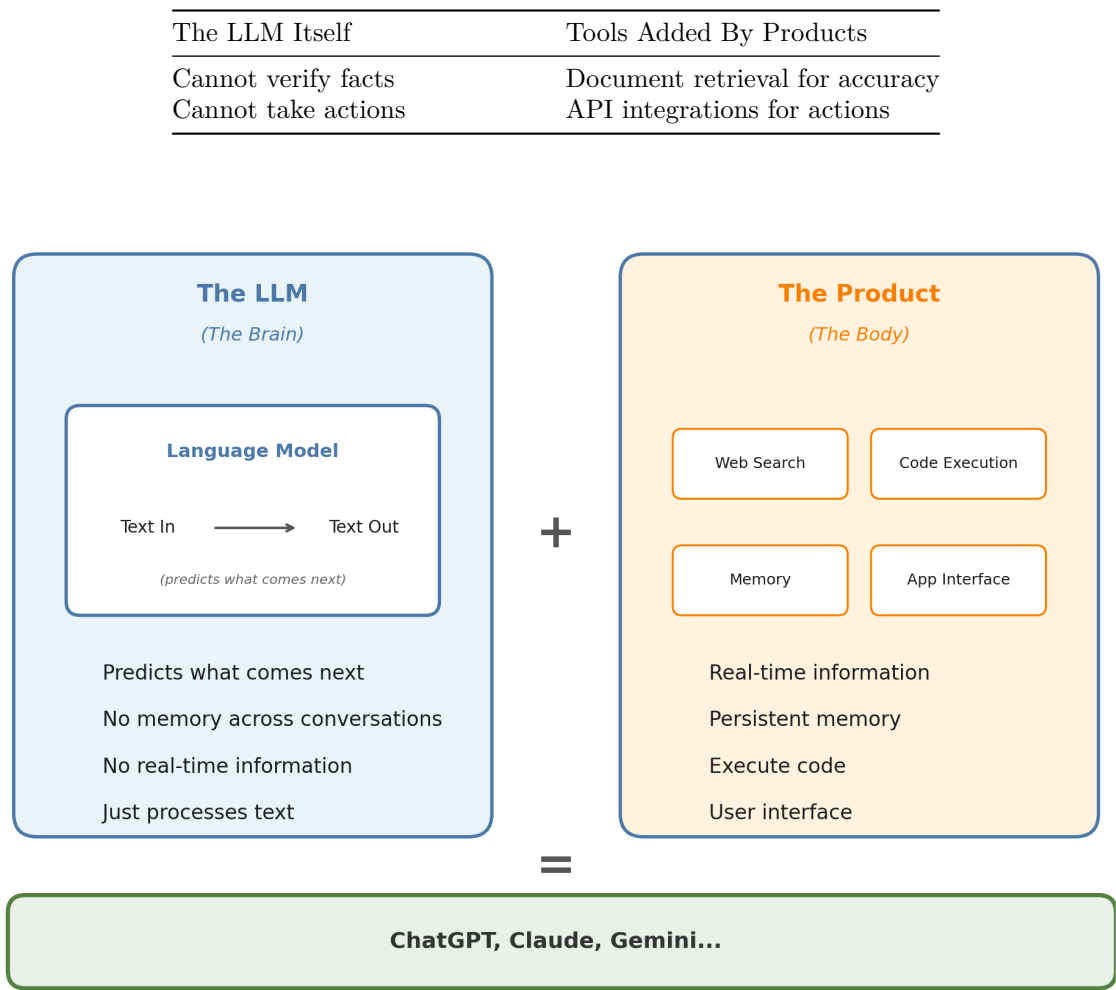 The LLM Itself Tools Added By Products
Cannot verify facts Document retrieval for accuracy
Cannot take actions API integrations for actions
The LLM
(The Brain)
Language Model
Text In Text Out
(predicts what comes next)
Predicts what comes next
No memory across conversations
No real-time information
Just processes text
+
The Product
(The Body)
Web Search Code Execution
Memory App Interface
Real-time information
Persistent memory
Execute code
User interface
=
ChatGPT, Claude, Gemini...